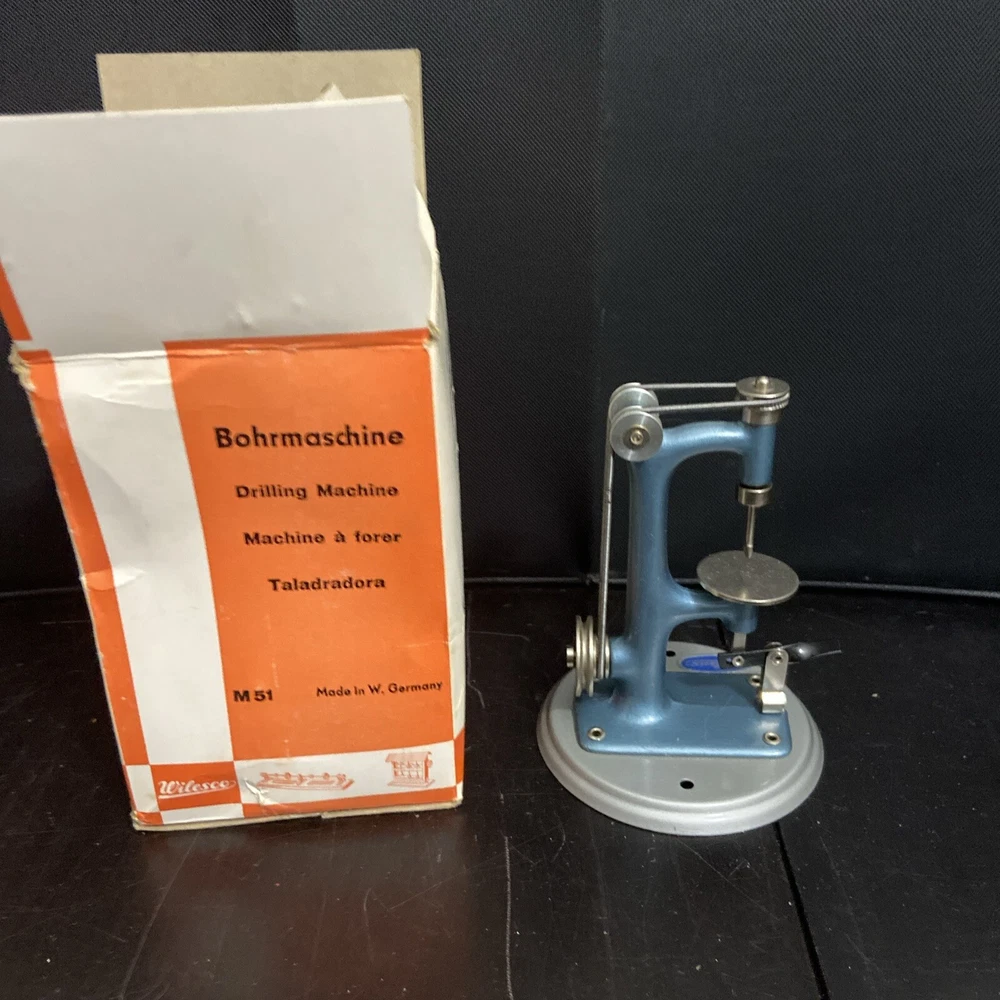 Bohrmaschine
Drilling Machine
Machine à forer
Taladradora
M 51 Made in W. Germany
Wilesco